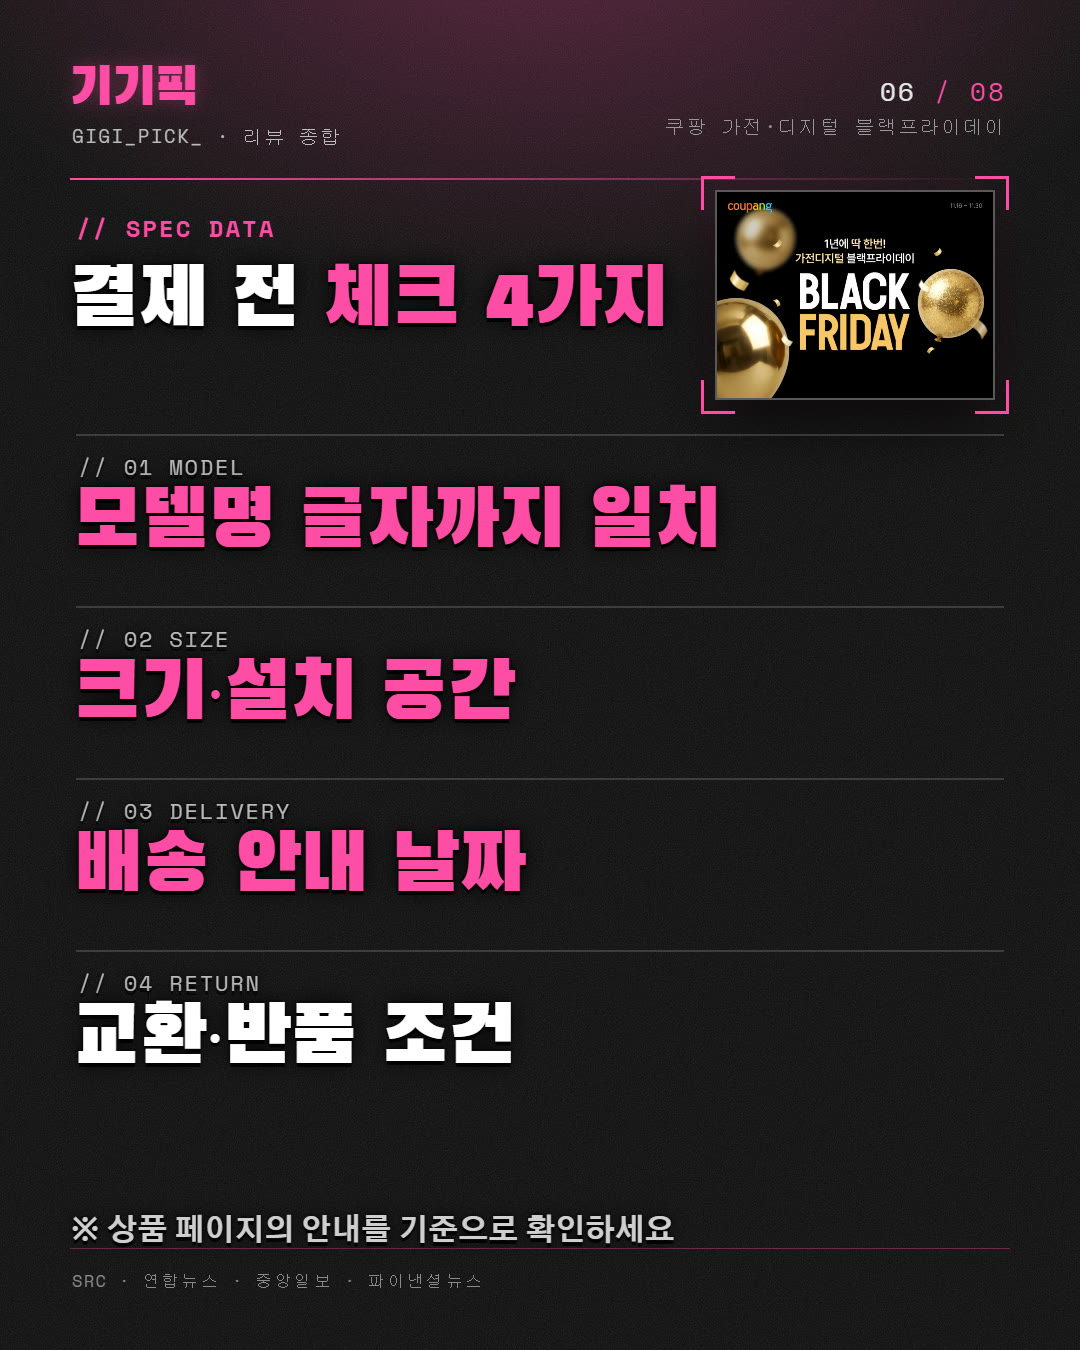 기기픽
GIGI_PICK_ · 리뷰 종합
06 / 08
쿠팡 가전·디지털 블랙프라이데이
// SPEC DATA
결제 전 체크 4가지
coupang
11.16 ~ 11.30
1년에 딱 한번!
가전디지털 블랙프라이데이
BLACK
FRIDAY
// 01 MODEL
모델명 글자까지 일치
// 02 SIZE
크기·설치 공간
// 03 DELIVERY
배송 안내 날짜
// 04 RETURN
교환·반품 조건
※ 상품 페이지의 안내를 기준으로 확인하세요
SRC · 연합뉴스 · 중앙일보 · 파이낸셜뉴스